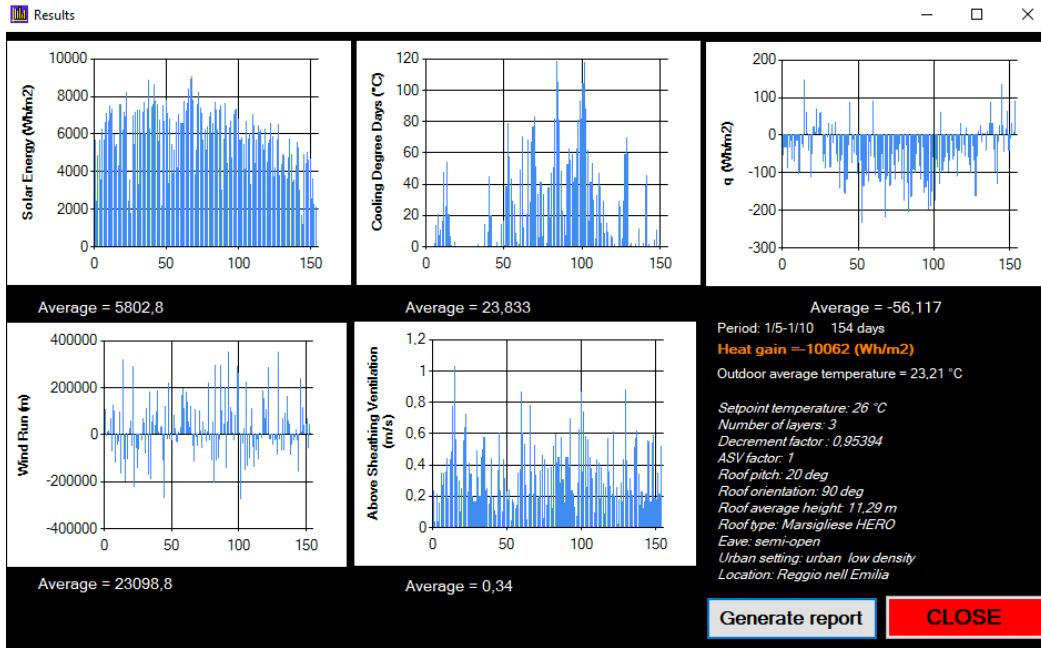 Results
Solar Energy (Wh/m2)
10000
8000
6000
4000
2000
0
0 50 100 150
Average = 5802,8
Cooling Degree Days (°C)
120
100
80
60
40
20
0
0 50 100 150
Average = 23,833
q (Wh/m2)
200
100
0
-100
-200
-300
0 50 100 150
Average = -56,117
Wind Run (m)
400000
200000
0
-200000
-400000
0 50 100 150
Average = 23098,8
Above Sheathing Ventilation
(m/s)
1.2
1
0.8
0.6
0.4
0.2
0
0 50 100 150
Average = 0,34
Period: 1/5-1/10 154 days
Heat gain =-10062 (Wh/m2)
Outdoor average temperature = 23,21 °C
Setpoint temperature: 26 °C
Number of layers: 3
Decrement factor : 0,95394
ASV factor: 1
Roof pitch: 20 deg
Roof orientation: 90 deg
Roof average height: 11,29 m
Roof type: Marsigliese HERO
Eave: semi-open
Urban setting: urban low density
Location: Reggio nell Emilia
Generate report
CLOSE